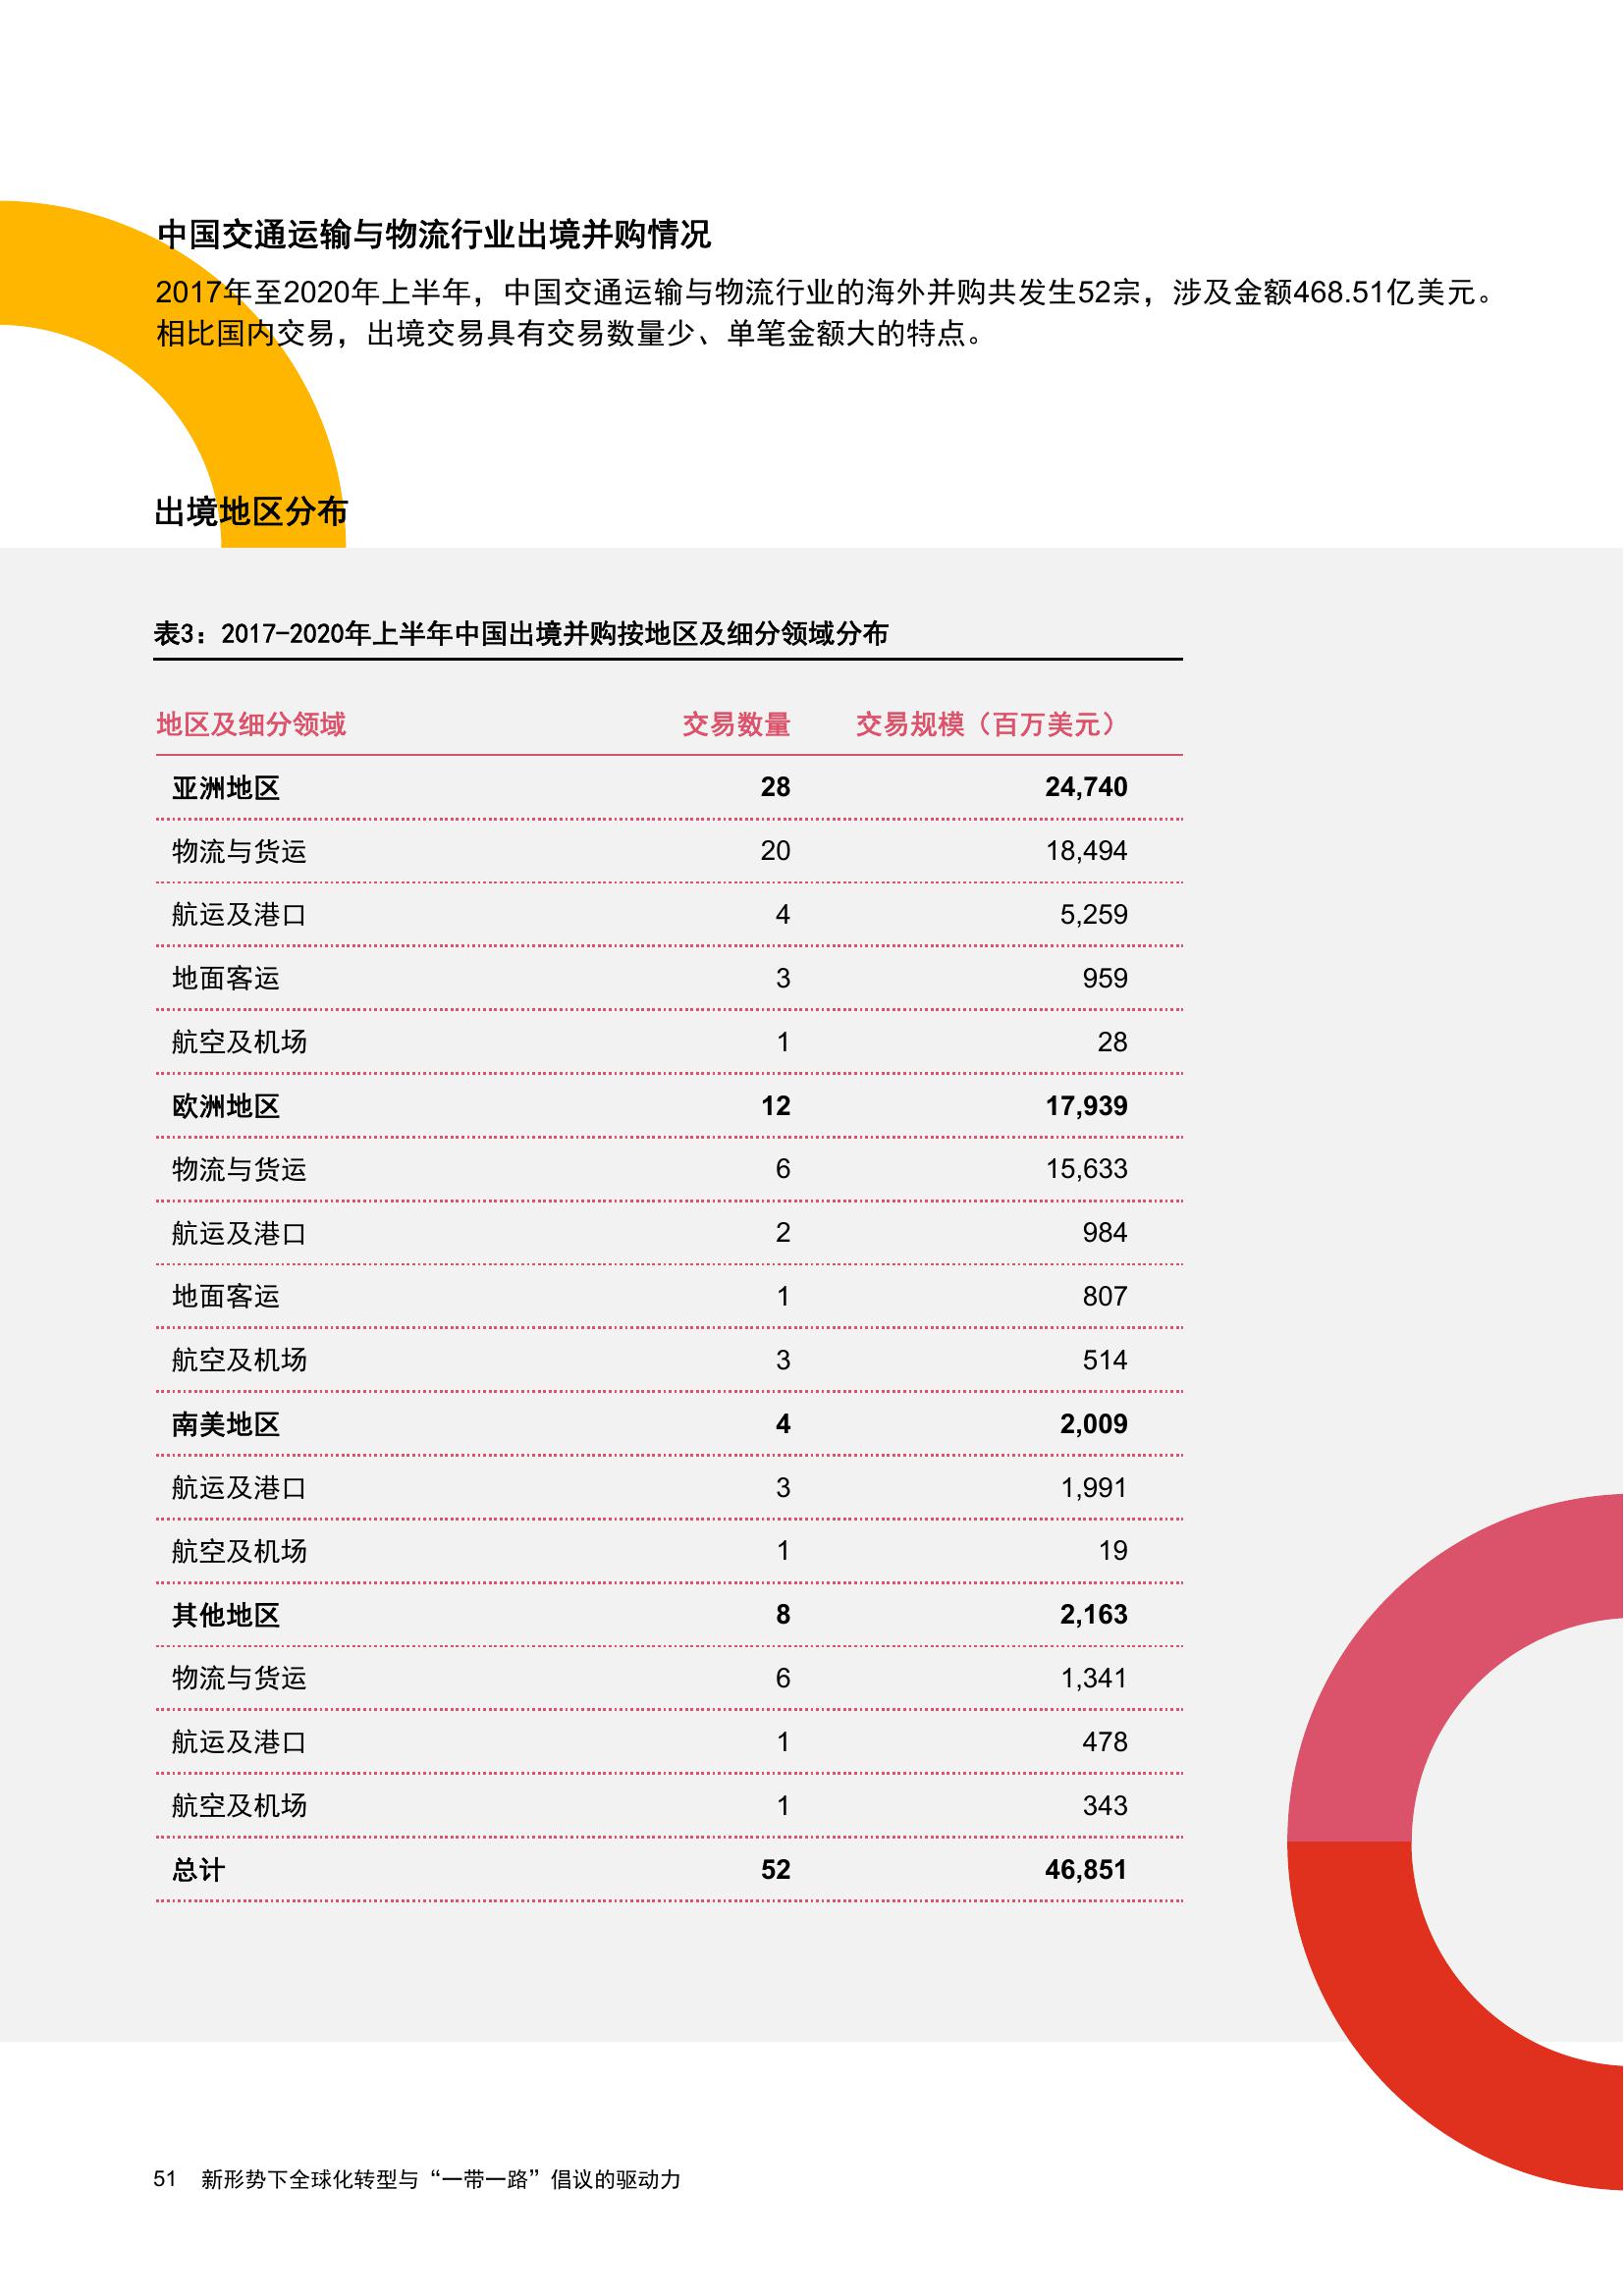 中国交通运输与物流行业出境并购情况
2017年至2020年上半年，中国交通运输与物流行业的海外并购共发生52宗，涉及金额468.51亿美元。
相比国内交易，出境交易具有交易数量少、单笔金额大的特点。
出境地区分布
表3：2017-2020年上半年中国出境并购按地区及细分领域分布
地区及细分领域 交易数量 交易规模（百万美元）
亚洲地区 28 24,740
物流与货运 20 18,494
航运及港口 4 5,259
地面客运 3 959
航空及机场 1 28
欧洲地区 12 17,939
物流与货运 6 15,633
航运及港口 2 984
地面客运 1 807
航空及机场 3 514
南美地区 4 2,009
航运及港口 3 1,991
航空及机场 1 19
其他地区 8 2,163
物流与货运 6 1,341
航运及港口 1 478
航空及机场 1 343
总计 52 46,851
51 新形势下全球化转型与“一带一路”倡议的驱动力